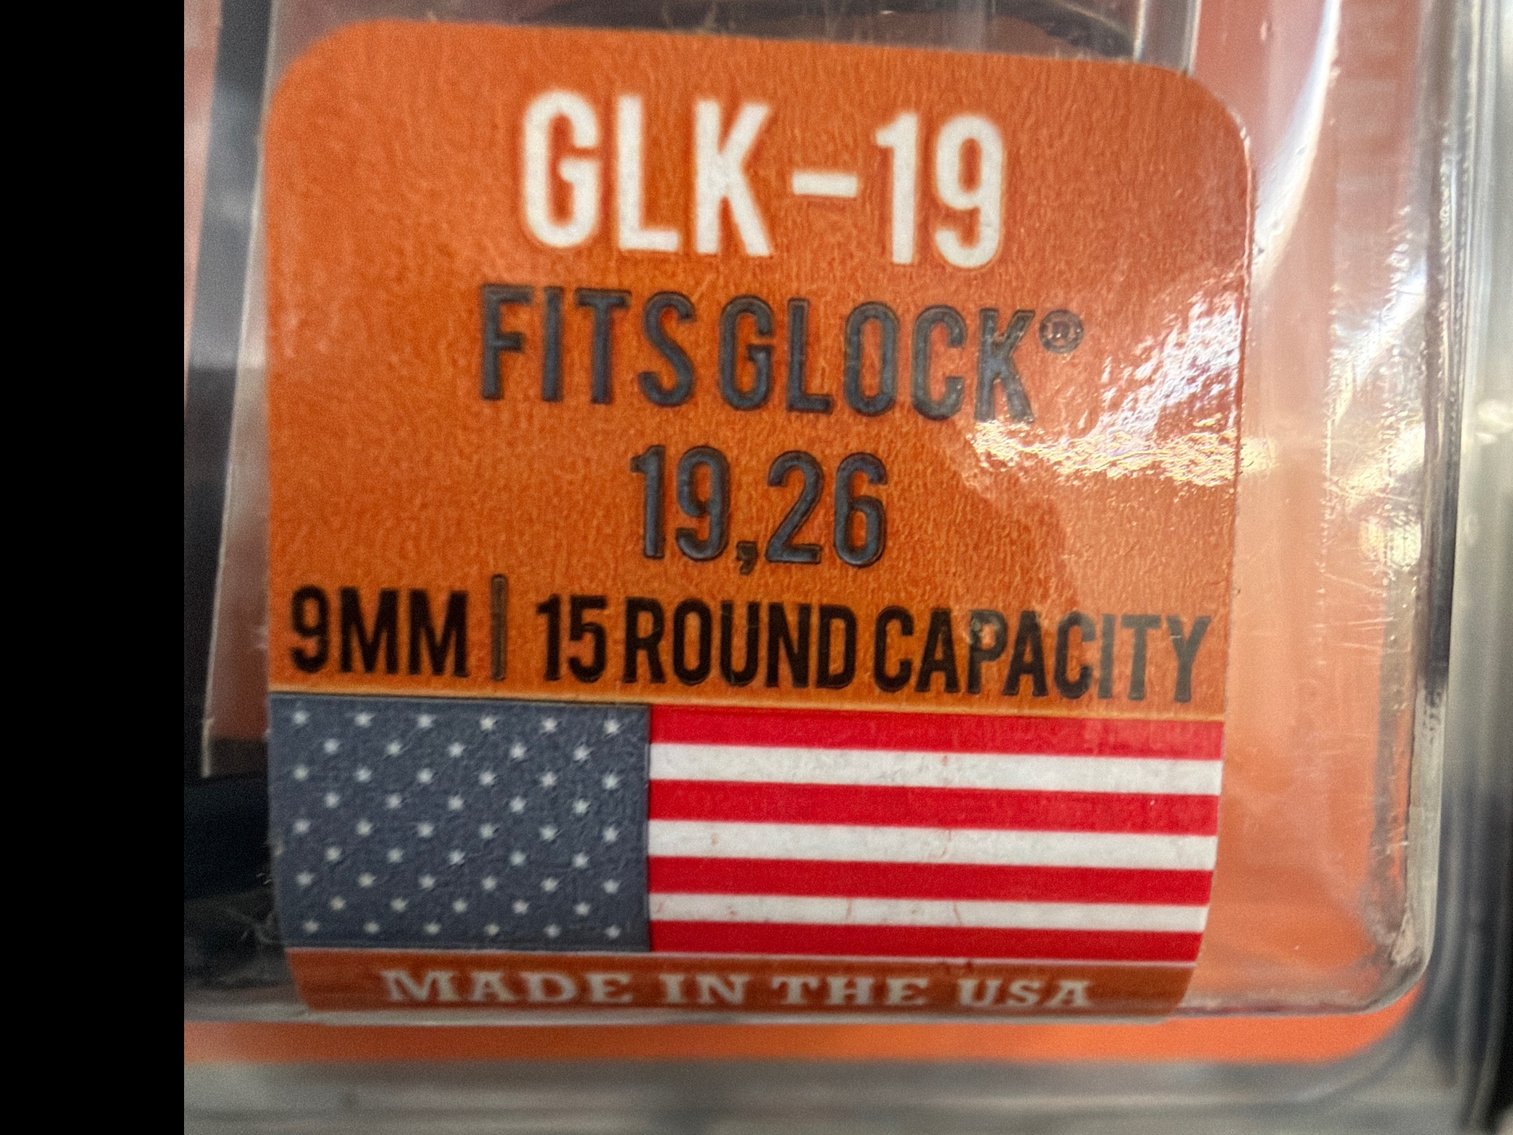 GLK-19
FITS GLOCK®
19,26
9MM | 15 ROUND CAPACITY
MADE IN THE USA